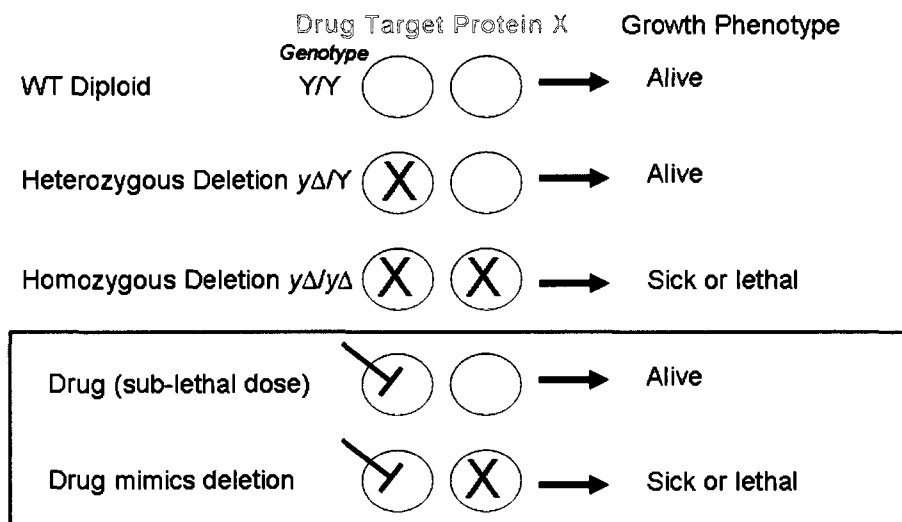 Drug Target Protein X Growth Phenotype
Genotype
WT Diploid Y/Y Alive
Heterozygous Deletion yΔ/Y X Alive
Homozygous Deletion yΔ/yΔ X X Sick or lethal
Drug (sub-lethal dose) Alive
Drug mimics deletion X Sick or lethal